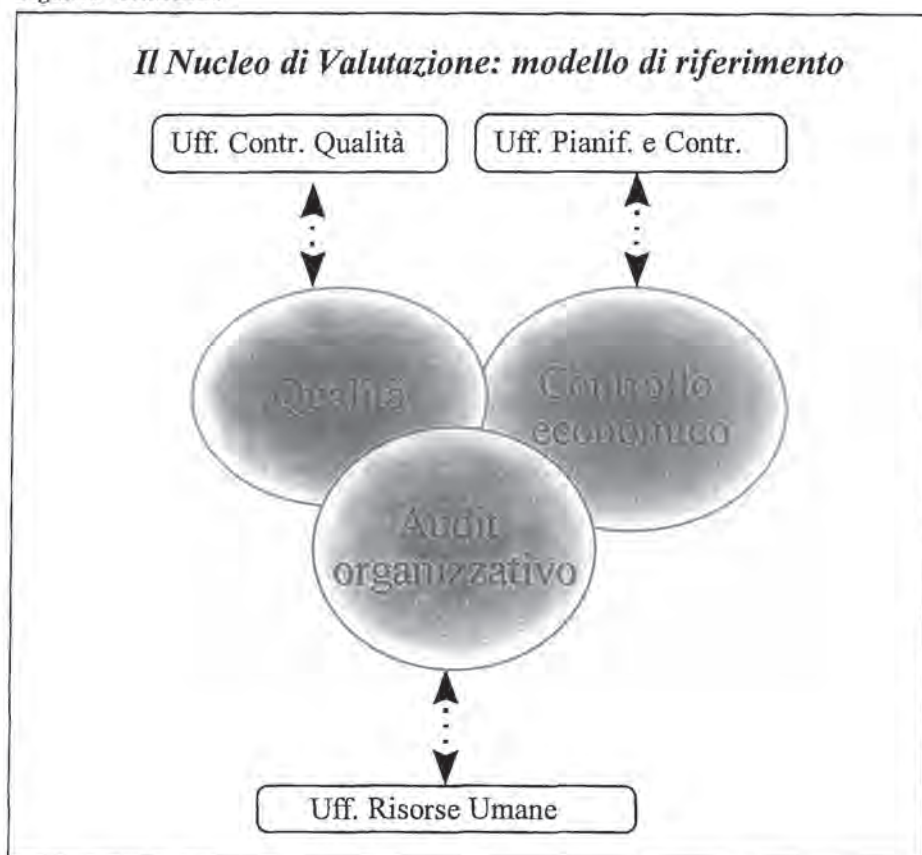 Il Nucleo di Valutazione: modello di riferimento
Uff. Contr. Qualità
Uff. Pianif. e Contr.
Qualità
Controllo
economico
Audit
organizzativo
Uff. Risorse Umane